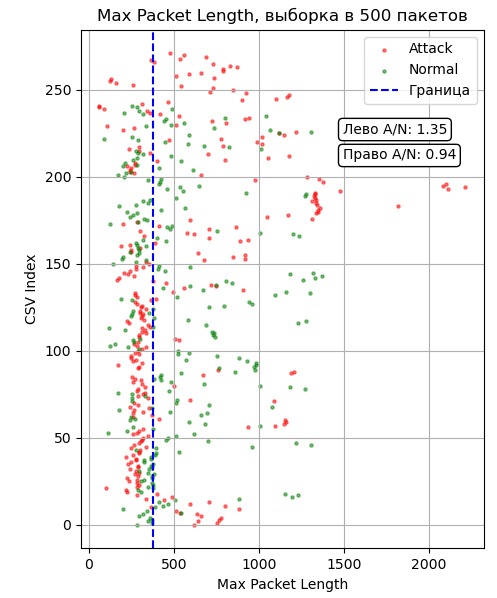 Max Packet Length, выборка в 500 пакетов
Attack
Normal
Граница
Лево A/N: 1.35
Право A/N: 0.94
CSV Index
250
200
150
100
50
0
0 500 1000 1500 2000
Max Packet Length